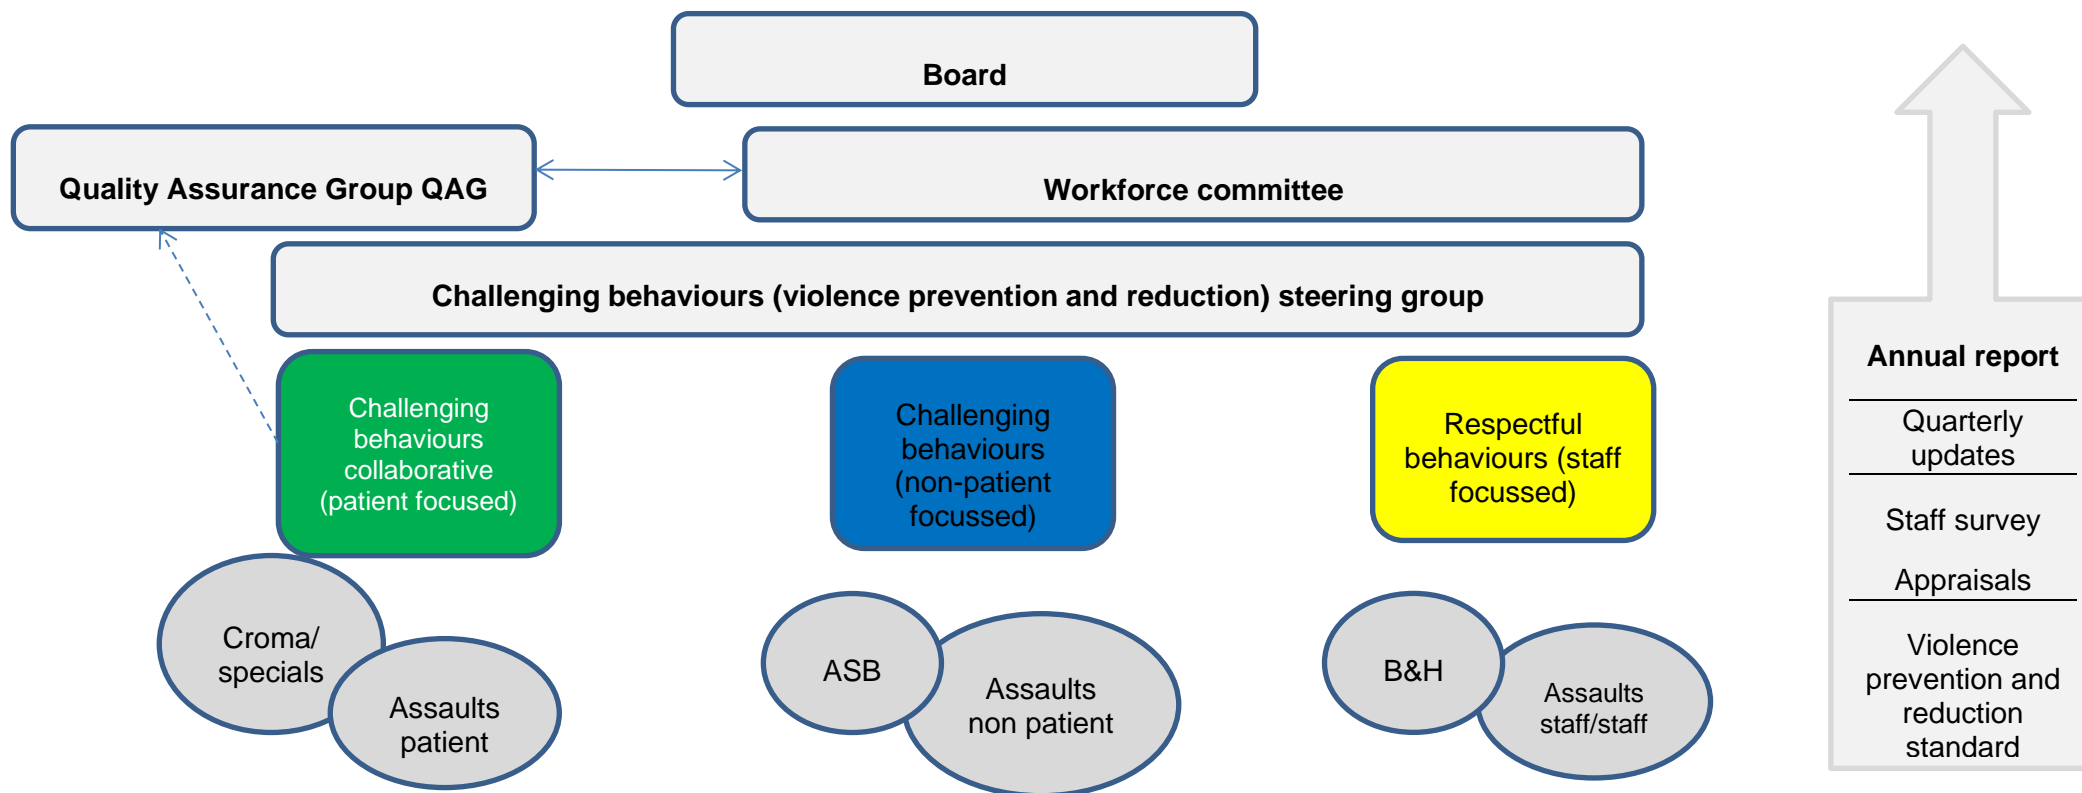 Board
Quality Assurance Group QAG
Workforce committee
Challenging behaviours (violence prevention and reduction) steering group
Challenging
behaviours
collaborative
(patient focused)
Challenging
behaviours
(non-patient
focussed)
Respectful
behaviours (staff
focussed)
Croma/
specials
Assaults
patient
ASB
Assaults
non patient
B&H
Assaults
staff/staff
Annual report
Quarterly
updates
Staff survey
Appraisals
Violence
prevention and
reduction
standard